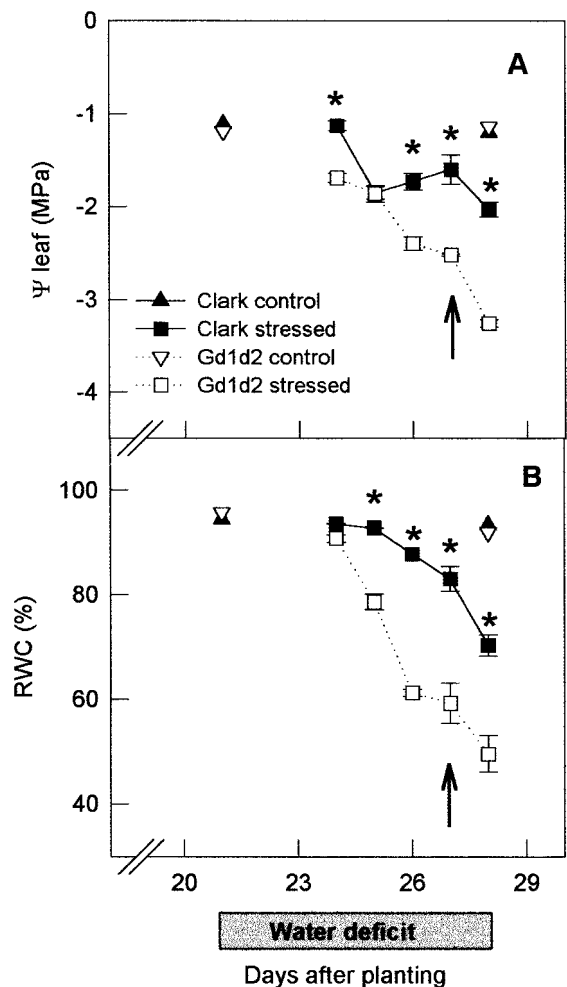 0
A
-1
-2
-3
-4
Ψ leaf (MPa)
Clark control
Clark stressed
Gd1d2 control
Gd1d2 stressed
* * * *
B
100
80
60
40
RWC (%)
* * * *
20 23 26 29
Water deficit
Days after planting